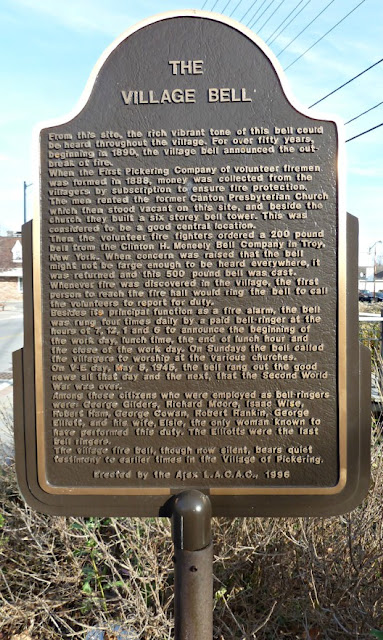 THE
VILLAGE BELL
From this site, the rich vibrant tone of this bell could
be heard throughout the village. For over fifty years,
beginning in 1890, the village bell announced the out-
break of fire.
When the First Pickering Company of volunteer firemen
was formed in 1888, money was collected from the
villagers by subscription to ensure fire protection.
The men rented the former Canton Presbyterian Church
which then stood vacant on this site, and beside the
church, they built a six storey bell tower. This was
considered to be a good central location.
Then the volunteer fire fighters ordered a 200 pound
bell from the Clinton H. Meneely Bell Company in Troy,
New York. When concern was raised that the bell
might not be large enough to be heard everywhere, it
was returned and this 500 pound bell was cast.
Whenever fire was discovered in the village, the first
person to reach the fire hall would ring the bell to call
the volunteers to report for duty.
Besides its principal function as a fire alarm, the bell
was rung four times daily by a paid bell-ringer at the
hours of 7, 12, 1 and 6 to announce the beginning of
the work day, lunch time, the end of lunch hour and
the close of the work day. On Sundays the bell called
the villagers to worship at the various churches.
On V-E day, May 8, 1945, the bell rang out the good
news all that day and the next, that the Second World
War was over.
Among those citizens who were employed as bell-ringers
were: George Gilders, Richard Moore, Isaac Wise,
Robert Ham, George Cowan, Robert Rankin, George
Elliott, and his wife, Elsie, the only woman known to
have performed this duty. The Elliotts were the last
bell ringers.
The village fire bell, though now silent, bears quiet
testimony to earlier times in the Village of Pickering.
Erected by the Ajax L.A.C.A.C., 1996